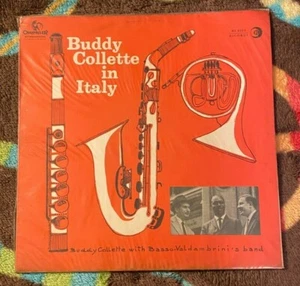 Buddy
Collette
in
Italy
Buddy Collette with Basso-Valdambrini's band